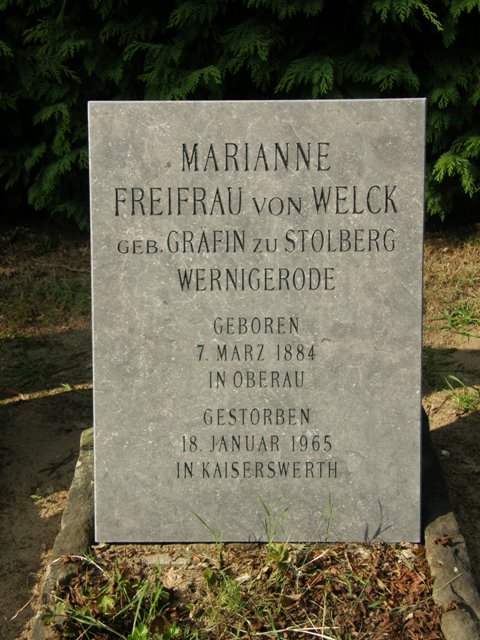 MARIANNE
FREIFRAU VON WELCK
GEB. GRÄFIN ZU STOLBERG
WERNIGERODE
GEBOREN
7. MÄRZ 1884
IN OBERAU
GESTORBEN
18. JANUAR 1965
IN KAISERSWERTH